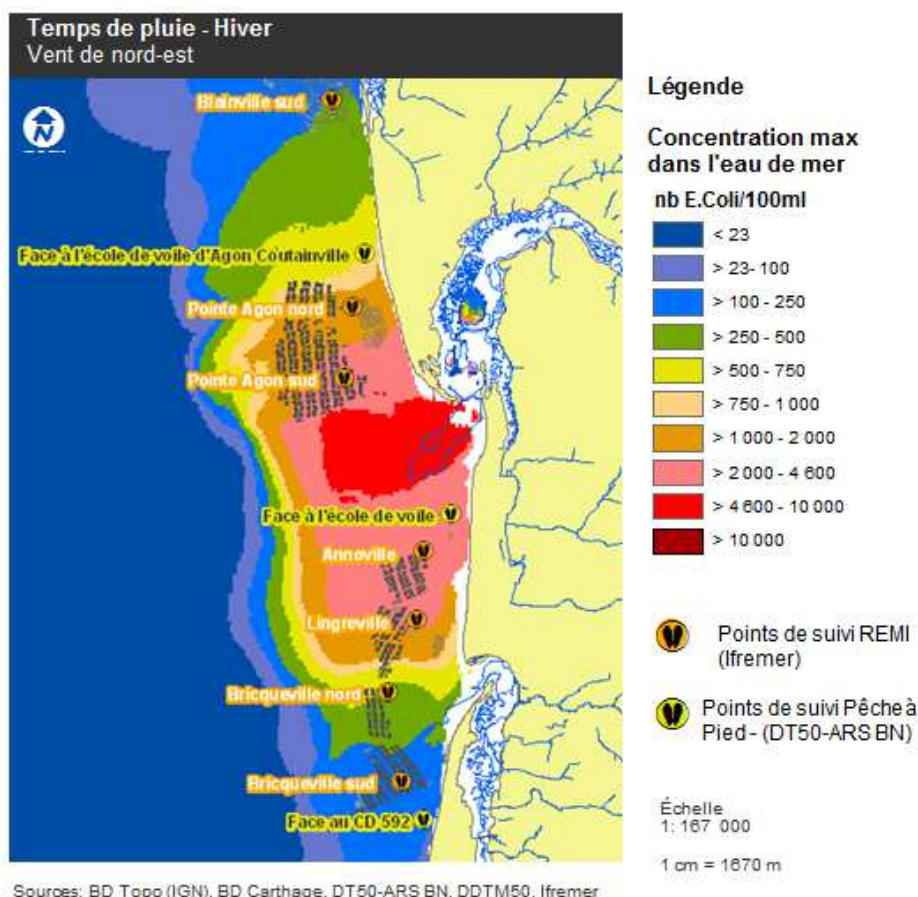 Temps de pluie - Hiver
Vent de nord-est
N
Blainville sud
Face à l'école de voile d'Agon Coutainville
Pointe Agon nord
Pointe Agon sud
Face à l'école de voile
Annoville
Lingreville
Bricqueville nord
Bricqueville sud
Face au CD 592
Légende
Concentration max
dans l'eau de mer
nb E.Coli/100ml
< 23
> 23- 100
> 100 - 250
> 250 - 500
> 500 - 750
> 750 - 1 000
> 1 000 - 2 000
> 2 000 - 4 600
> 4 600 - 10 000
> 10 000
Points de suivi REMI
(Ifremer)
Points de suivi Pêche à
Pied - (DT50-ARS BN)
Échelle
1: 167 000
1 cm = 1670 m
Sources: BD Topo (IGN), BD Carthage, DT50-ARS BN, DDTM50, Ifremer